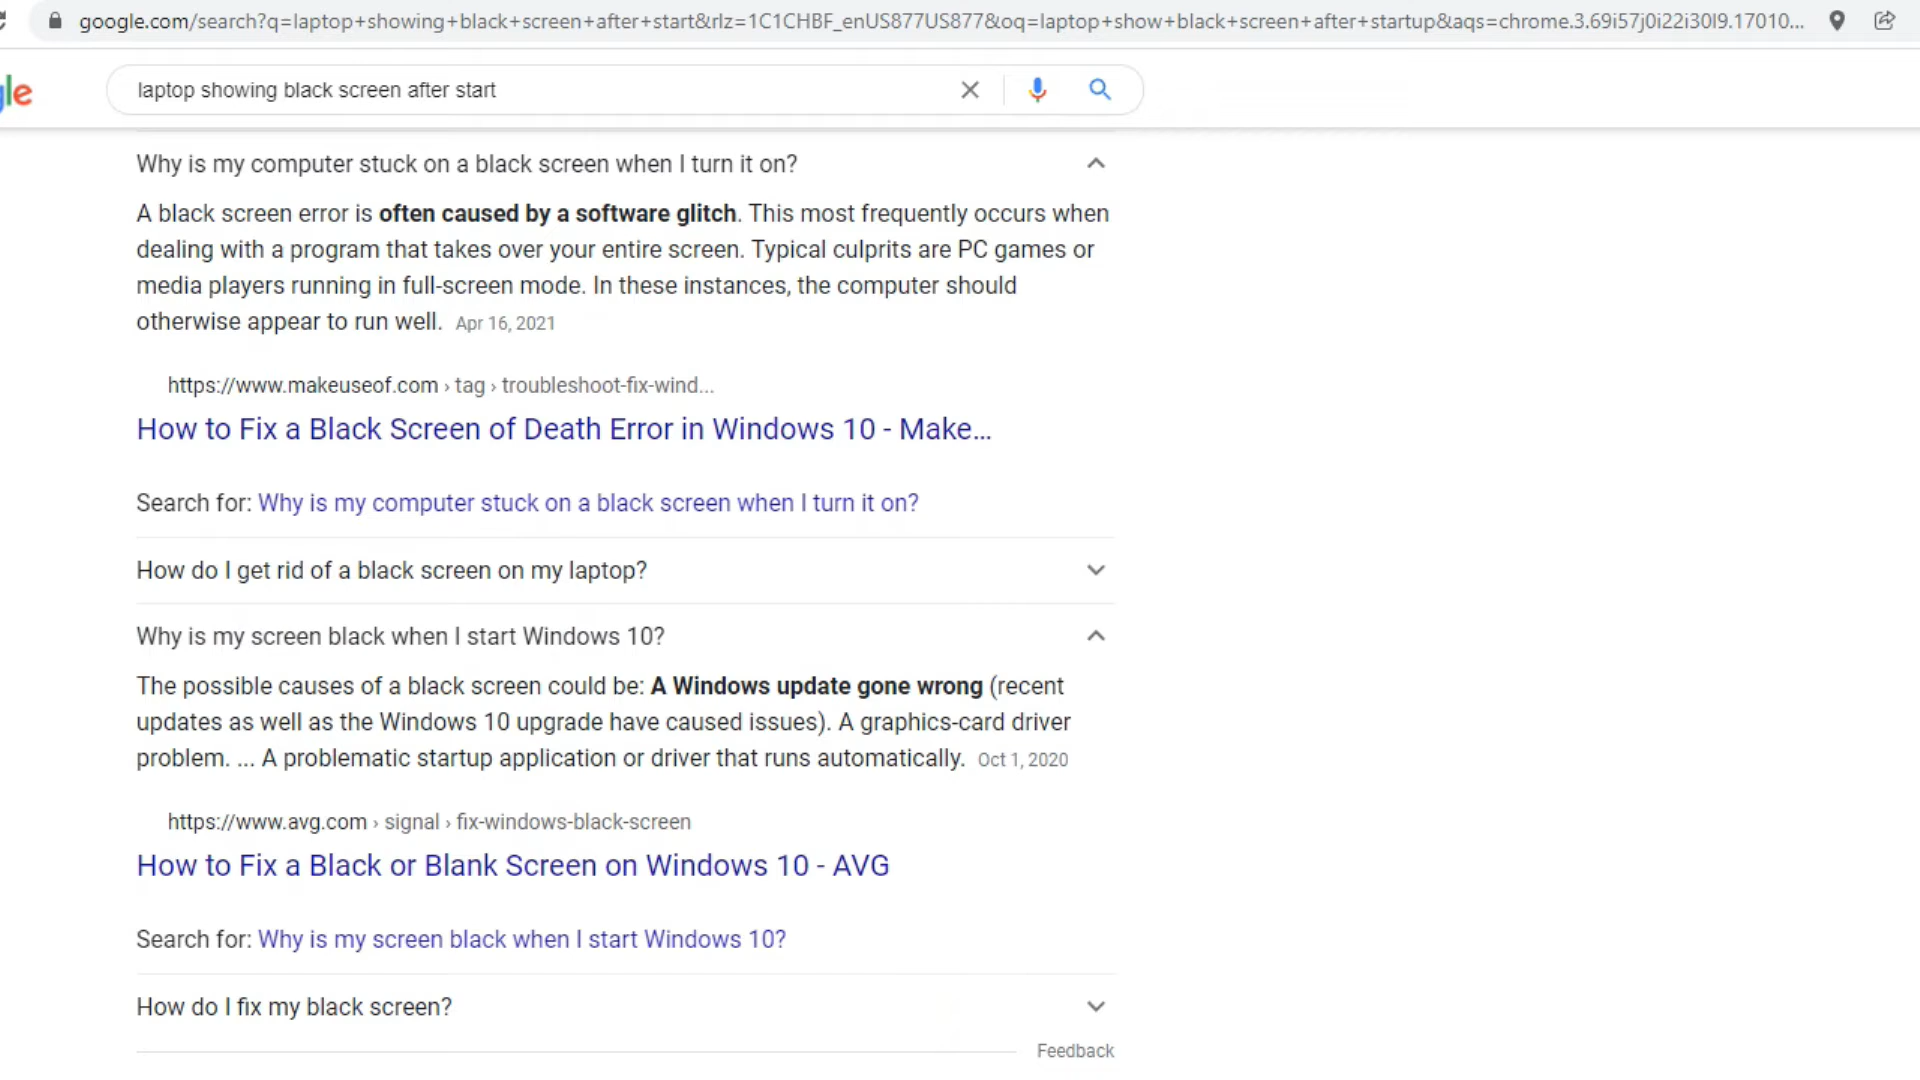 google.com/search?q=laptop+showing+black+screen+after+start&rlz=1C1CHBF_enUS877US877&oq=laptop+show+black+screen+after+startup&aqs=chrome.3.69i57j0i22i30l9.17010...
le
laptop showing black screen after start
Why is my computer stuck on a black screen when I turn it on?
A black screen error is often caused by a software glitch. This most frequently occurs when
dealing with a program that takes over your entire screen. Typical culprits are PC games or
media players running in full-screen mode. In these instances, the computer should
otherwise appear to run well. Apr 16, 2021
https://www.makeuseof.com › tag › troubleshoot-fix-wind...
How to Fix a Black Screen of Death Error in Windows 10 - Make...
Search for: Why is my computer stuck on a black screen when I turn it on?
How do I get rid of a black screen on my laptop?
Why is my screen black when I start Windows 10?
The possible causes of a black screen could be: A Windows update gone wrong (recent
updates as well as the Windows 10 upgrade have caused issues). A graphics-card driver
problem. ... A problematic startup application or driver that runs automatically. Oct 1, 2020
https://www.avg.com › signal › fix-windows-black-screen
How to Fix a Black or Blank Screen on Windows 10 - AVG
Search for: Why is my screen black when I start Windows 10?
How do I fix my black screen?
Feedback